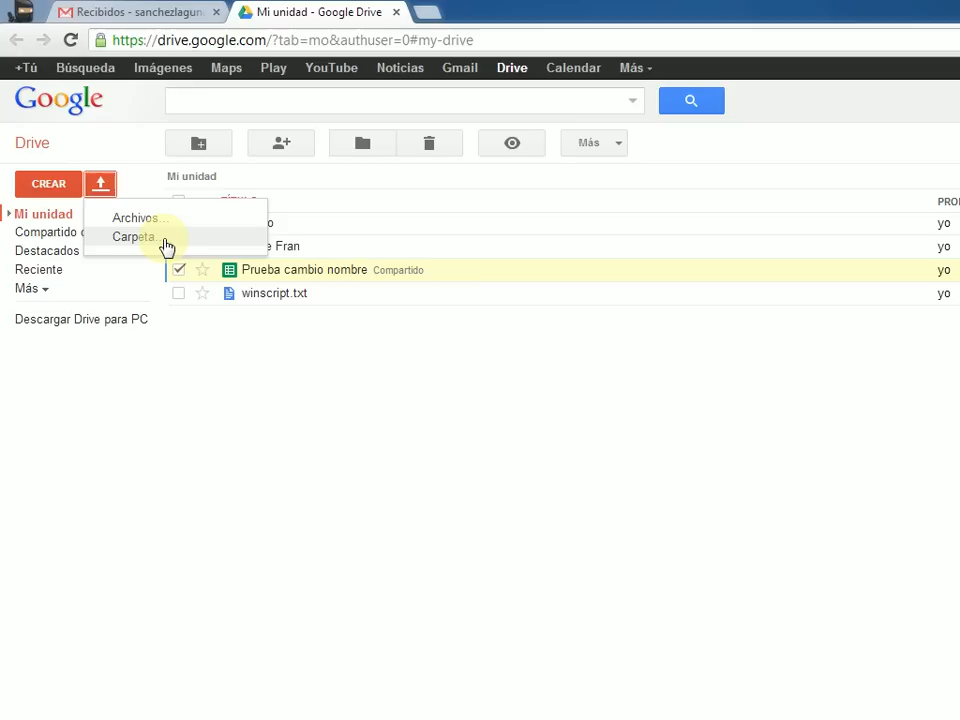 Recibidos - sanchezlagun
Mi unidad - Google Drive
https://drive.google.com/?tab=mo&authuser=0#my-drive
+Tú Búsqueda Imágenes Maps Play YouTube Noticias Gmail Drive Calendar Más
Google
Drive
Más
Mi unidad
CREAR
TÍTULO
PRO
Mi unidad
Archivos...
yo
Compartido
Carpeta...
Destacados
Fran
yo
Reciente
Prueba cambio nombre Compartido
yo
Más
winscript.txt
yo
Descargar Drive para PC